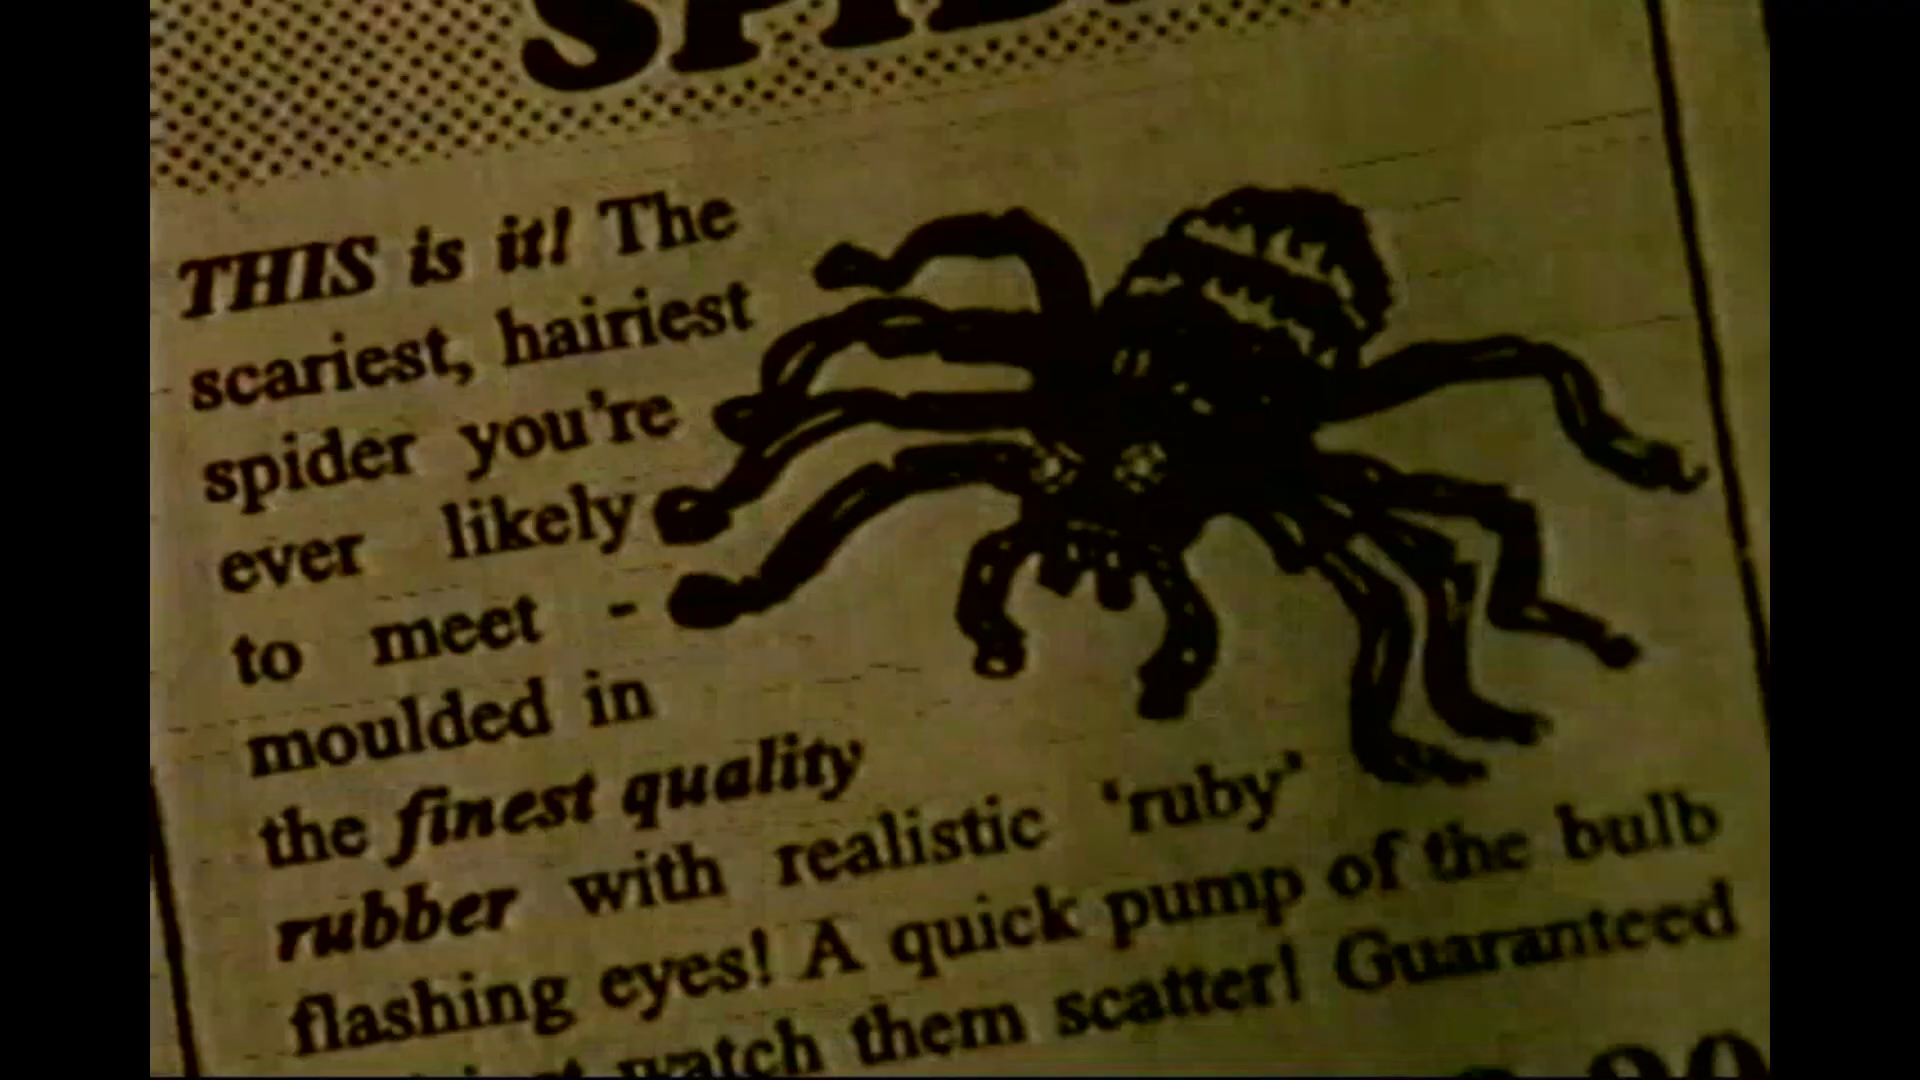 THIS is it! The
scariest, hairiest
spider you're
ever likely
to meet -
moulded in
the finest quality
rubber with realistic 'ruby'
flashing eyes! A quick pump of the bulb
watch them scatter! Guaranteed